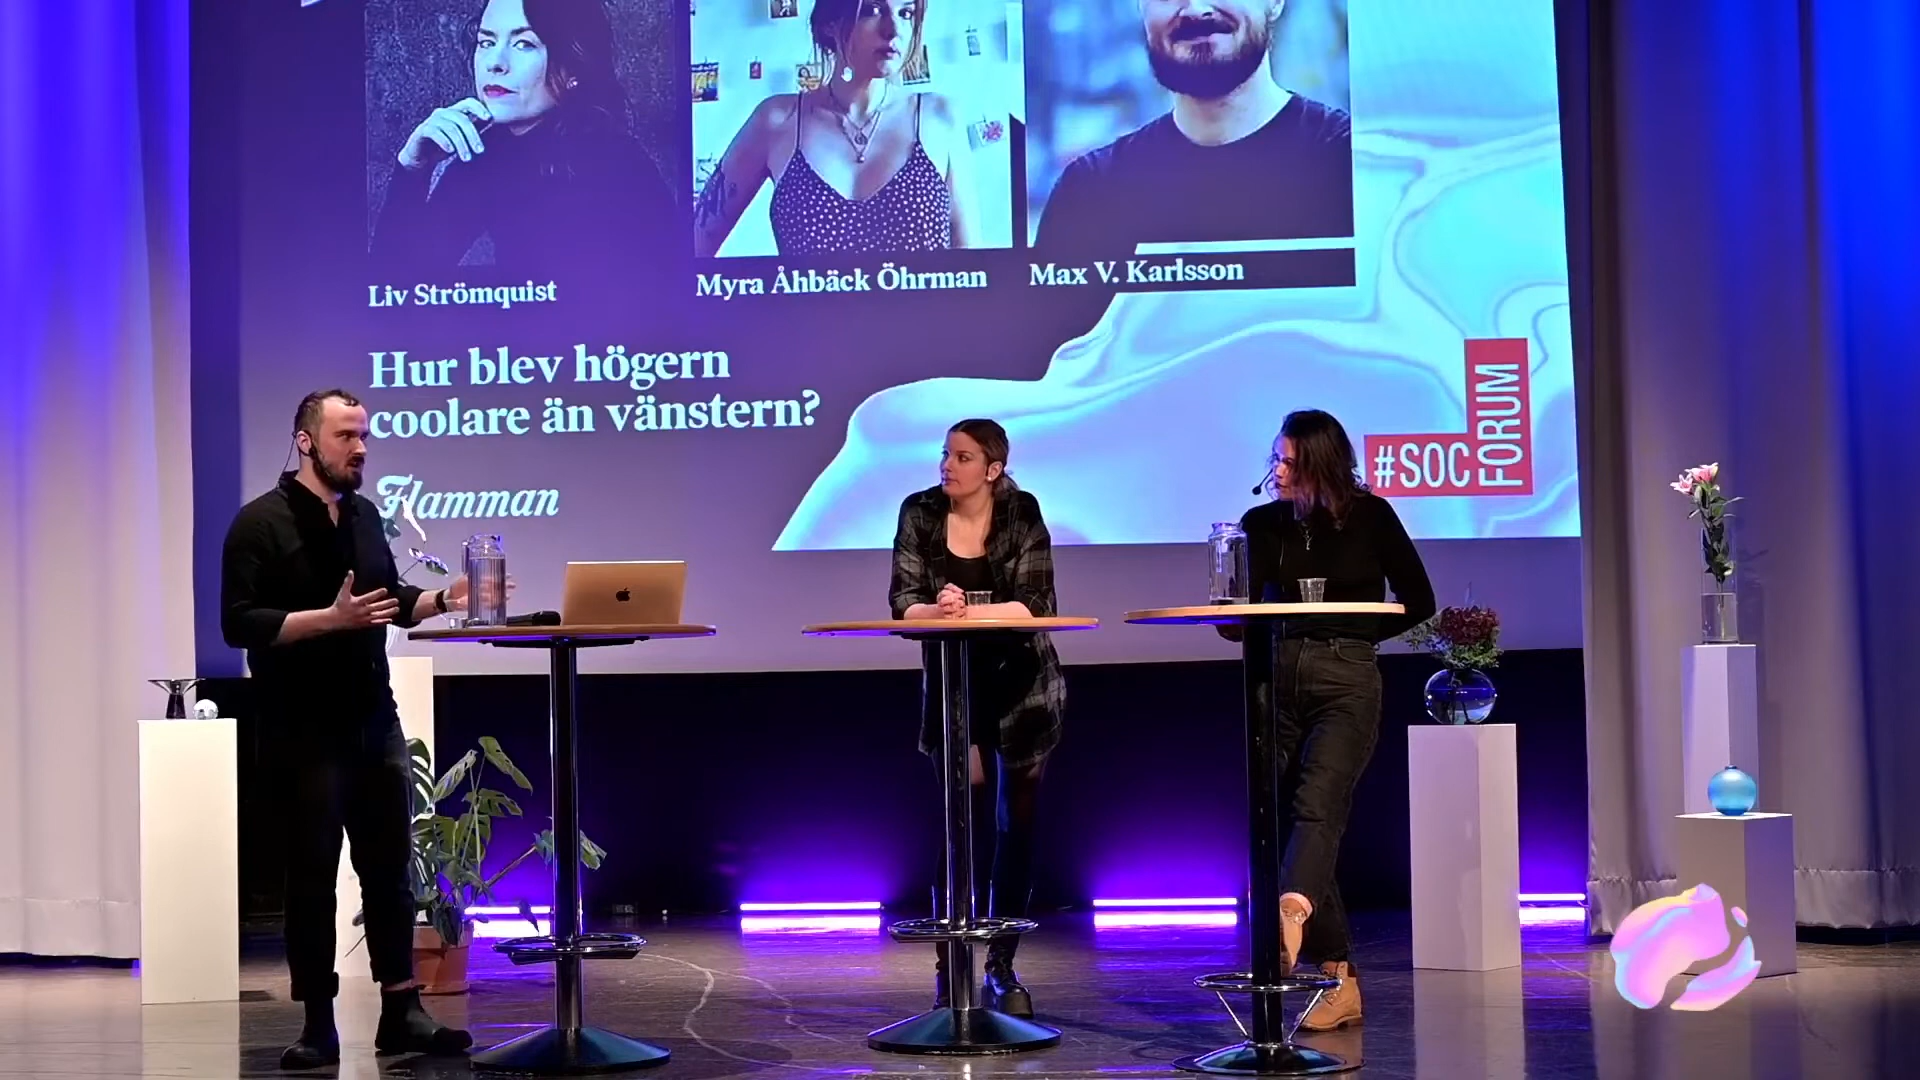 Liv Strömquist
Myra Åhbäck Öhrman
Max V. Karlsson
Hur blev högern
coolare än vänstern?
Flamman
#SOC
FORUM